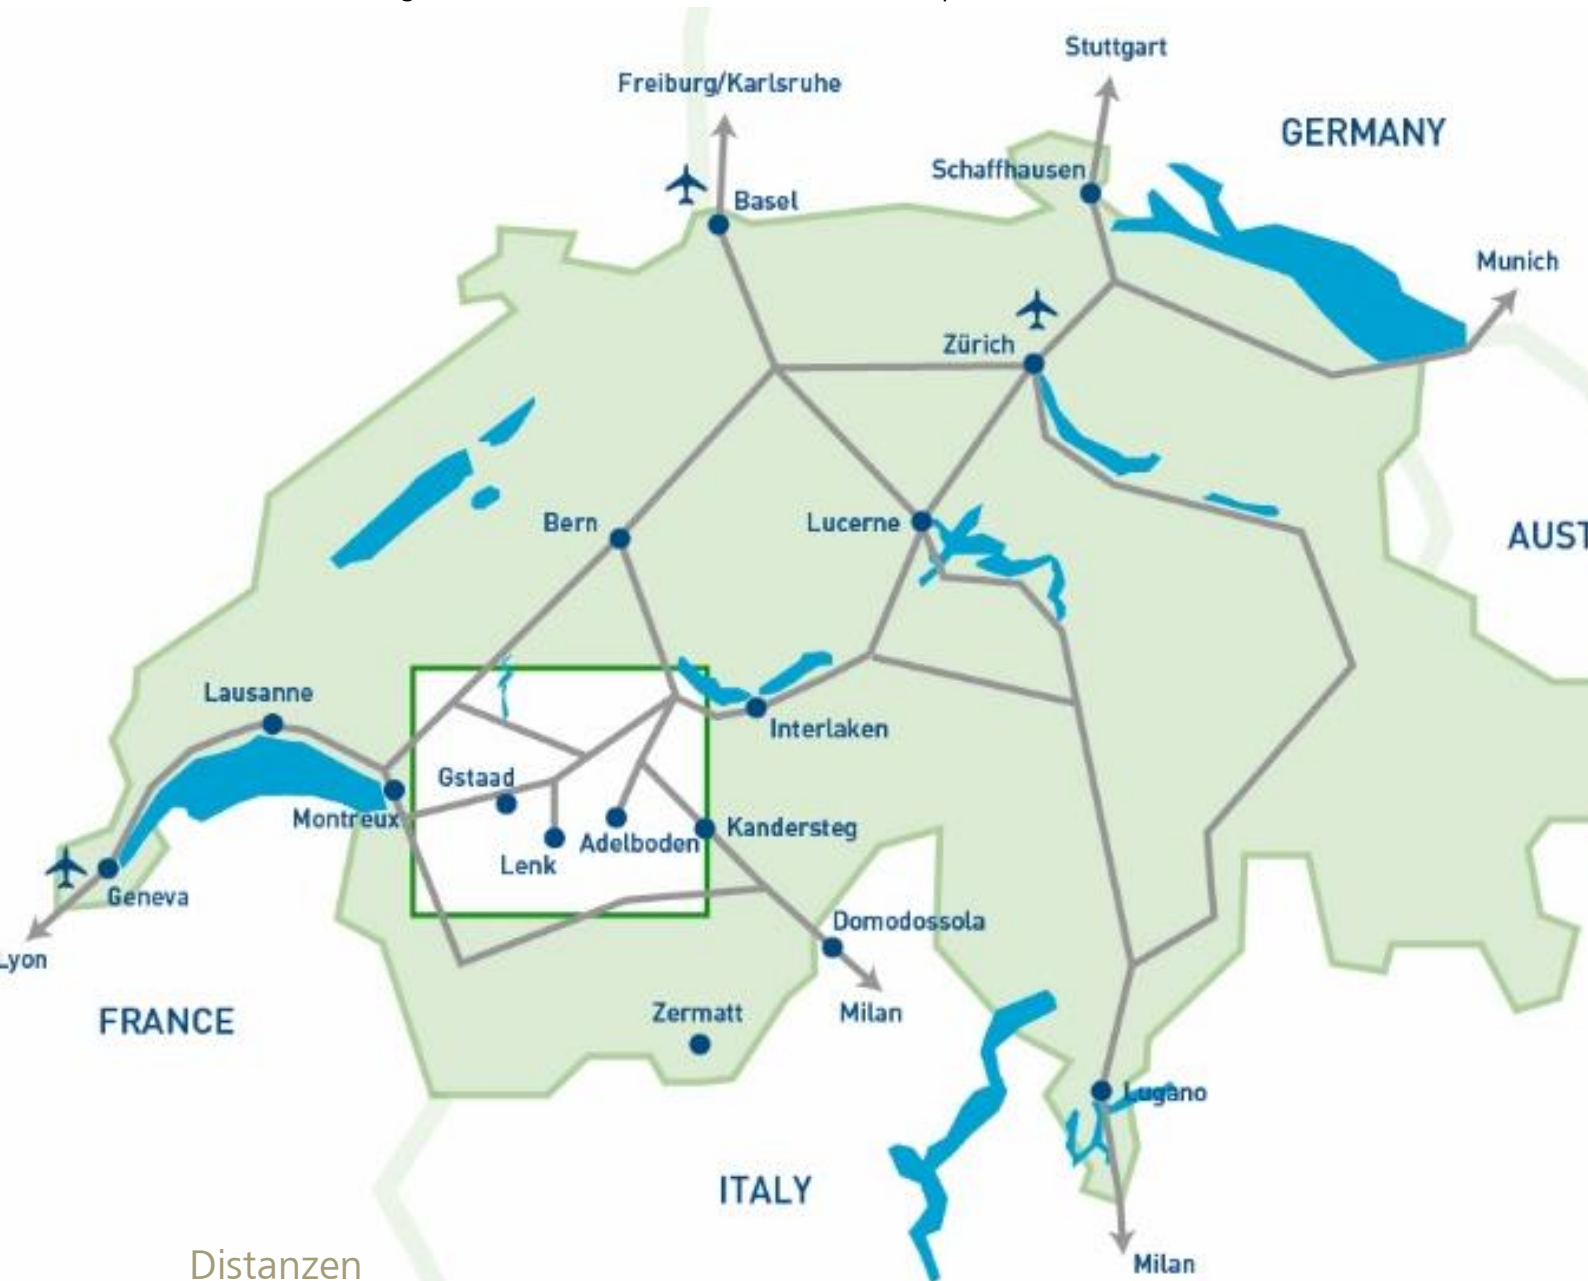 Stuttgart
Freiburg/Karlsruhe
GERMANY
Schaffhausen
Basel
Munich
Zürich
Bern
Lucerne
AUST
Lausanne
Interlaken
Gstaad
Montreux
Kandersteg
Adelboden
Lenk
Geneva
Domodossola
Lyon
Milan
Zermatt
FRANCE
Lugano
ITALY
Milan
Distanzen